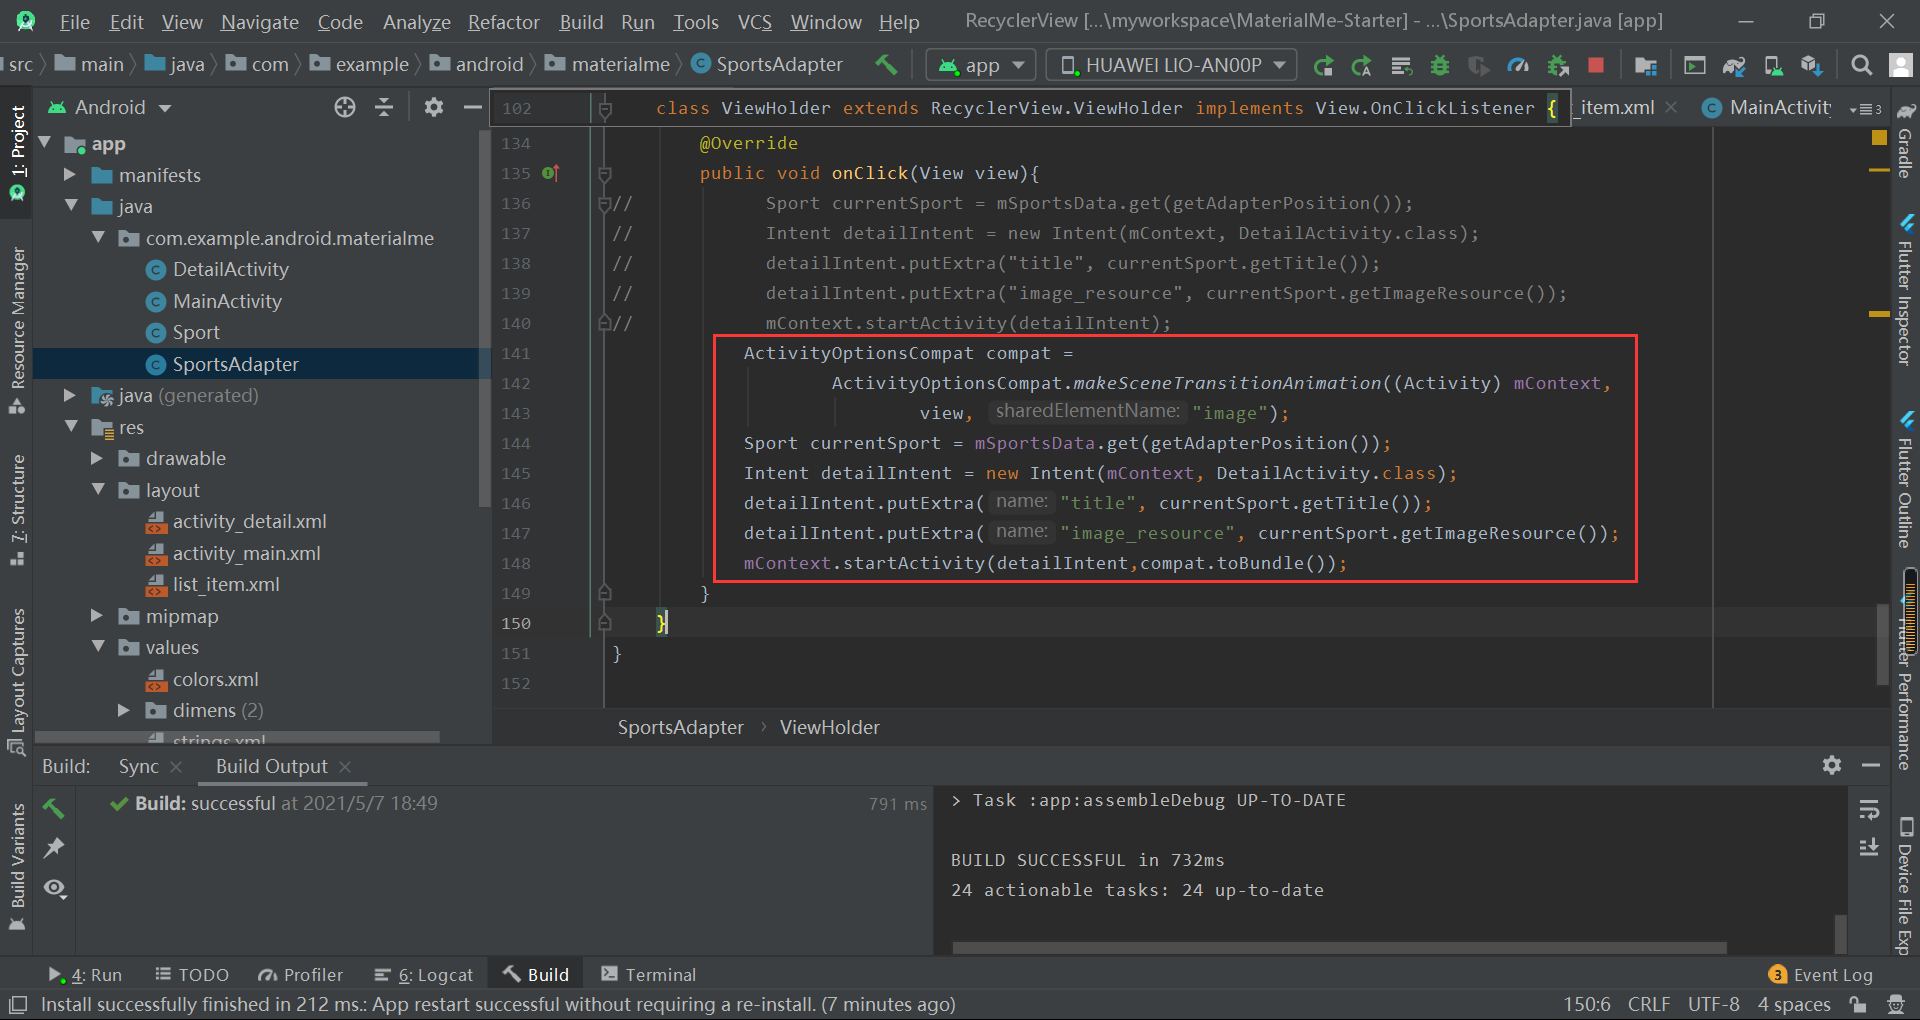 File Edit View Navigate Code Analyze Refactor Build Run Tools VCS Window Help RecyclerView [...\myworkspace\MaterialMe-Starter] - ...\SportsAdapter.java [app]
src main java com example android materialme SportsAdapter app HUAWEI LIO-AN00P
Android
102 class ViewHolder extends RecyclerView.ViewHolder implements View.OnClickListener {
_item.xml MainActivity 3
1: Project
Resource Manager
7: Structure
Layout Captures
Build Variants
app
manifests
java
com.example.android.materialme
DetailActivity
MainActivity
Sport
SportsAdapter
java (generated)
res
drawable
layout
activity_detail.xml
activity_main.xml
list_item.xml
mipmap
values
colors.xml
dimens (2)
strings.xml
134 @Override
135 public void onClick(View view){
136 // Sport currentSport = mSportsData.get(getAdapterPosition());
137 // Intent detailIntent = new Intent(mContext, DetailActivity.class);
138 // detailIntent.putExtra("title", currentSport.getTitle());
139 // detailIntent.putExtra("image_resource", currentSport.getImageResource());
140 // mContext.startActivity(detailIntent);
141 ActivityOptionsCompat compat =
142 ActivityOptionsCompat.makeSceneTransitionAnimation((Activity) mContext,
143 view, sharedElementName: "image");
144 Sport currentSport = mSportsData.get(getAdapterPosition());
145 Intent detailIntent = new Intent(mContext, DetailActivity.class);
146 detailIntent.putExtra( name: "title", currentSport.getTitle());
147 detailIntent.putExtra( name: "image_resource", currentSport.getImageResource());
148 mContext.startActivity(detailIntent,compat.toBundle());
149 }
150 }
151 }
152
SportsAdapter › ViewHolder
Gradle
Flutter Inspector
Flutter Outline
Flutter Performance
Device File Exp
Build: Sync Build Output
Build: successful at 2021/5/7 18:49 791 ms
> Task :app:assembleDebug UP-TO-DATE
BUILD SUCCESSFUL in 732ms
24 actionable tasks: 24 up-to-date
4: Run TODO Profiler 6: Logcat Build Terminal 3 Event Log
Install successfully finished in 212 ms.: App restart successful without requiring a re-install. (7 minutes ago) 150:6 CRLF UTF-8 4 spaces